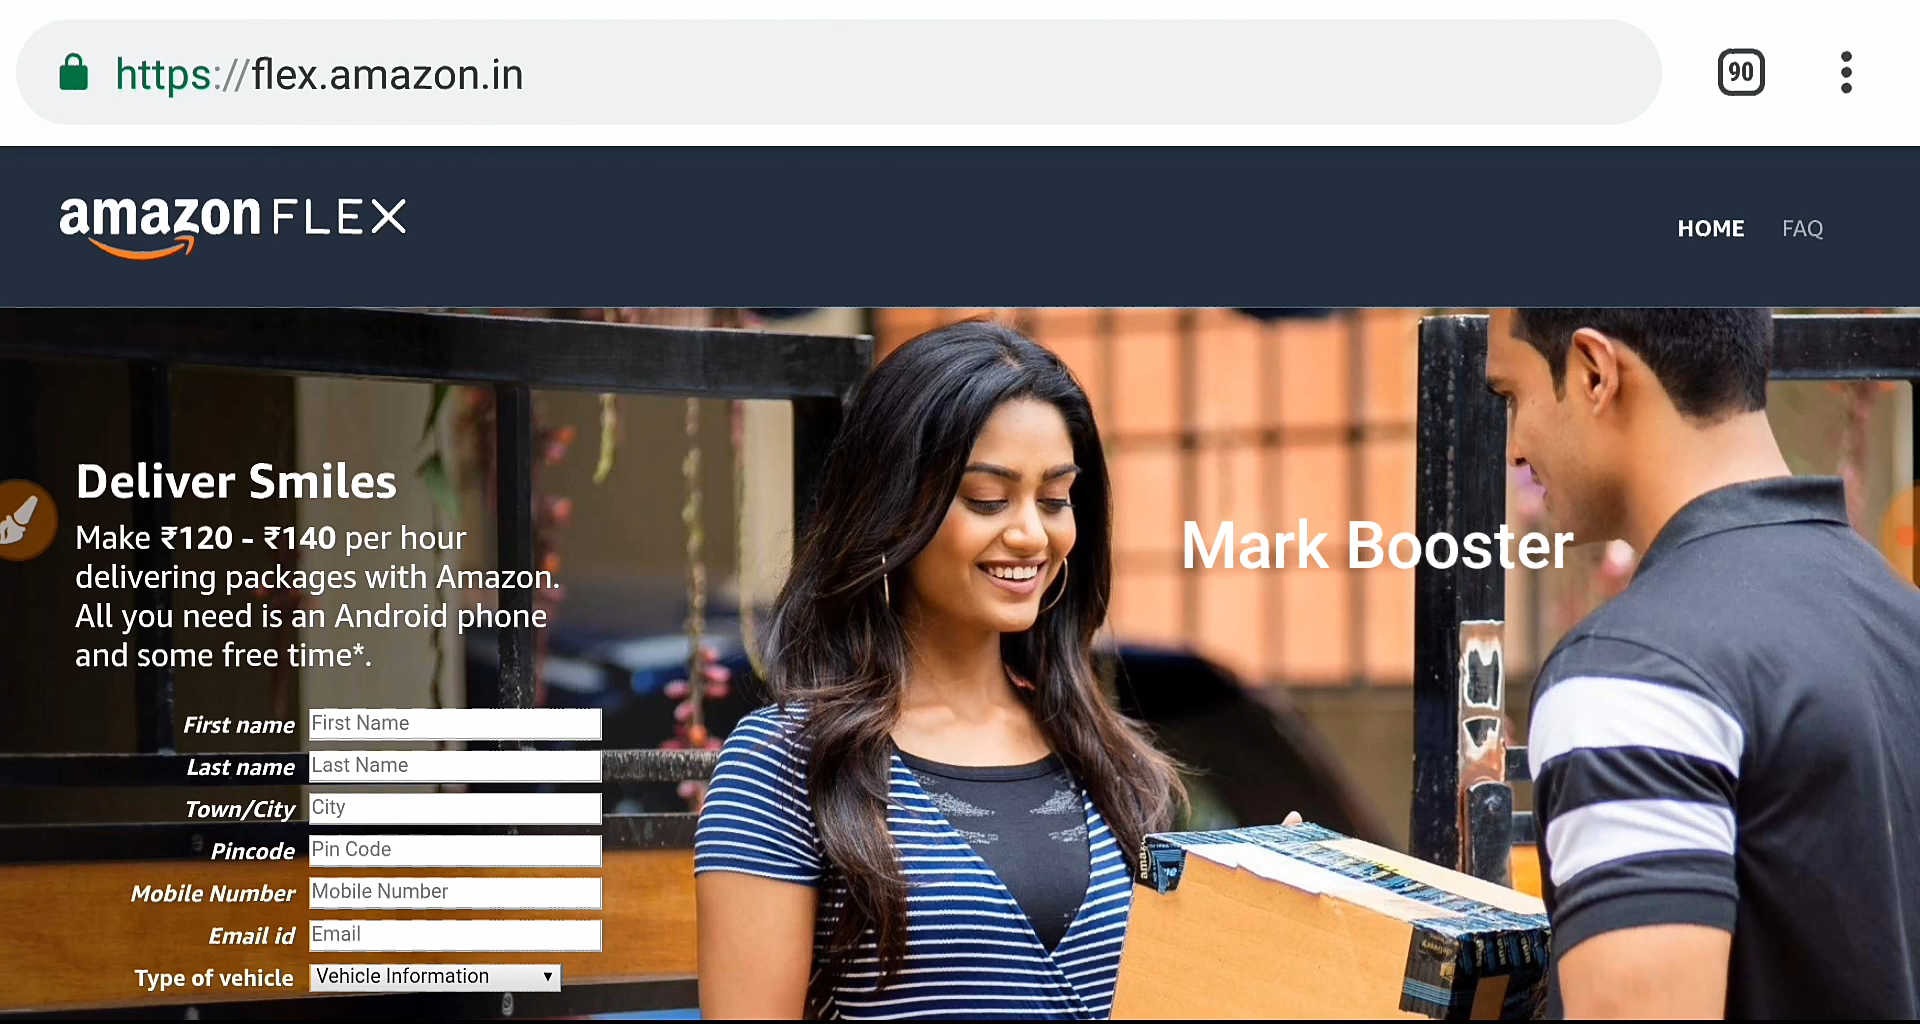 https://flex.amazon.in
90
amazon FLEX
HOME FAQ
Deliver Smiles
Make ₹120 - ₹140 per hour
delivering packages with Amazon.
All you need is an Android phone
and some free time*.
Mark Booster
First name First Name
Last name Last Name
Town/City City
Pincode Pin Code
Mobile Number Mobile Number
Email id Email
Type of vehicle Vehicle Information